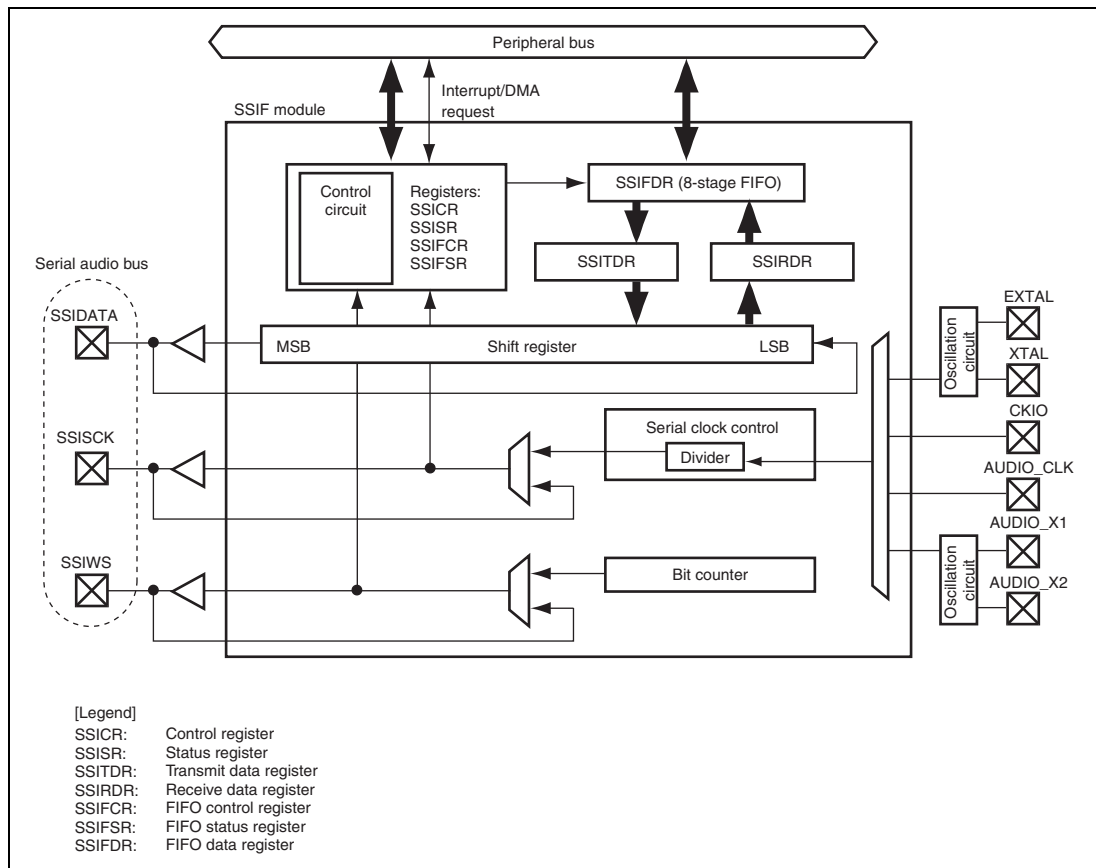 Peripheral bus
Interrupt/DMA
request
SSIF module
Control
circuit
Registers:
SSICR
SSISR
SSIFCR
SSIFSR
SSIFDR (8-stage FIFO)
SSITDR
SSIRDR
Serial audio bus
SSIDATA
MSB
Shift register
LSB
EXTAL
Oscillation
circuit
XTAL
CKIO
SSISCK
Serial clock control
Divider
AUDIO_CLK
AUDIO_X1
SSIWS
Bit counter
Oscillation
circuit
AUDIO_X2
[Legend]
SSICR: Control register
SSISR: Status register
SSITDR: Transmit data register
SSIRDR: Receive data register
SSIFCR: FIFO control register
SSIFSR: FIFO status register
SSIFDR: FIFO data register